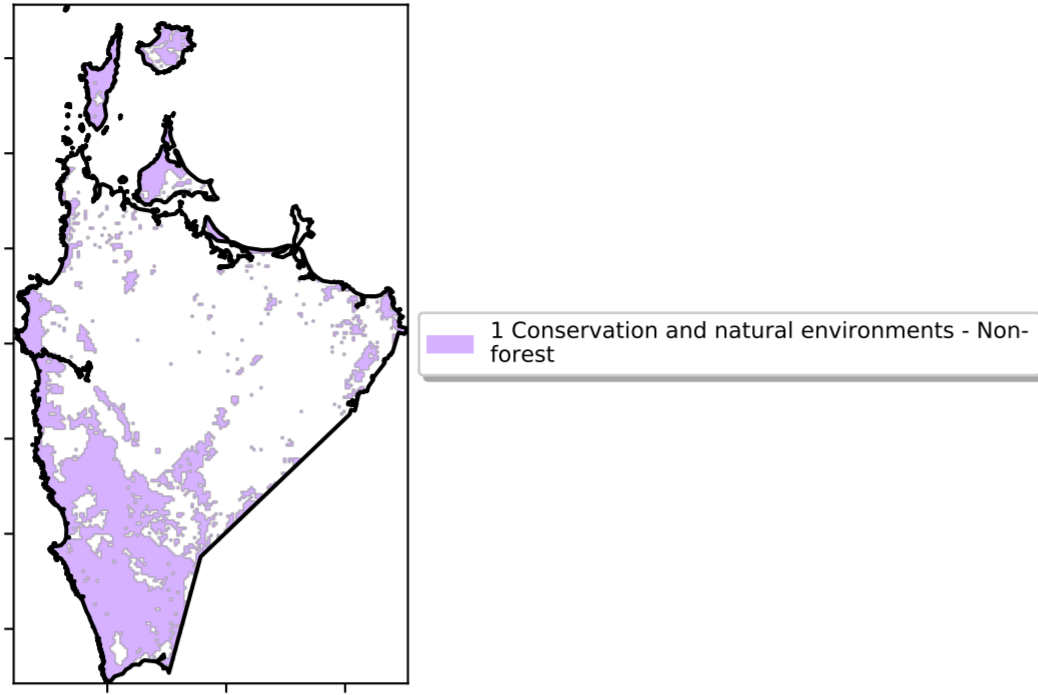 1 Conservation and natural environments - Non-
forest